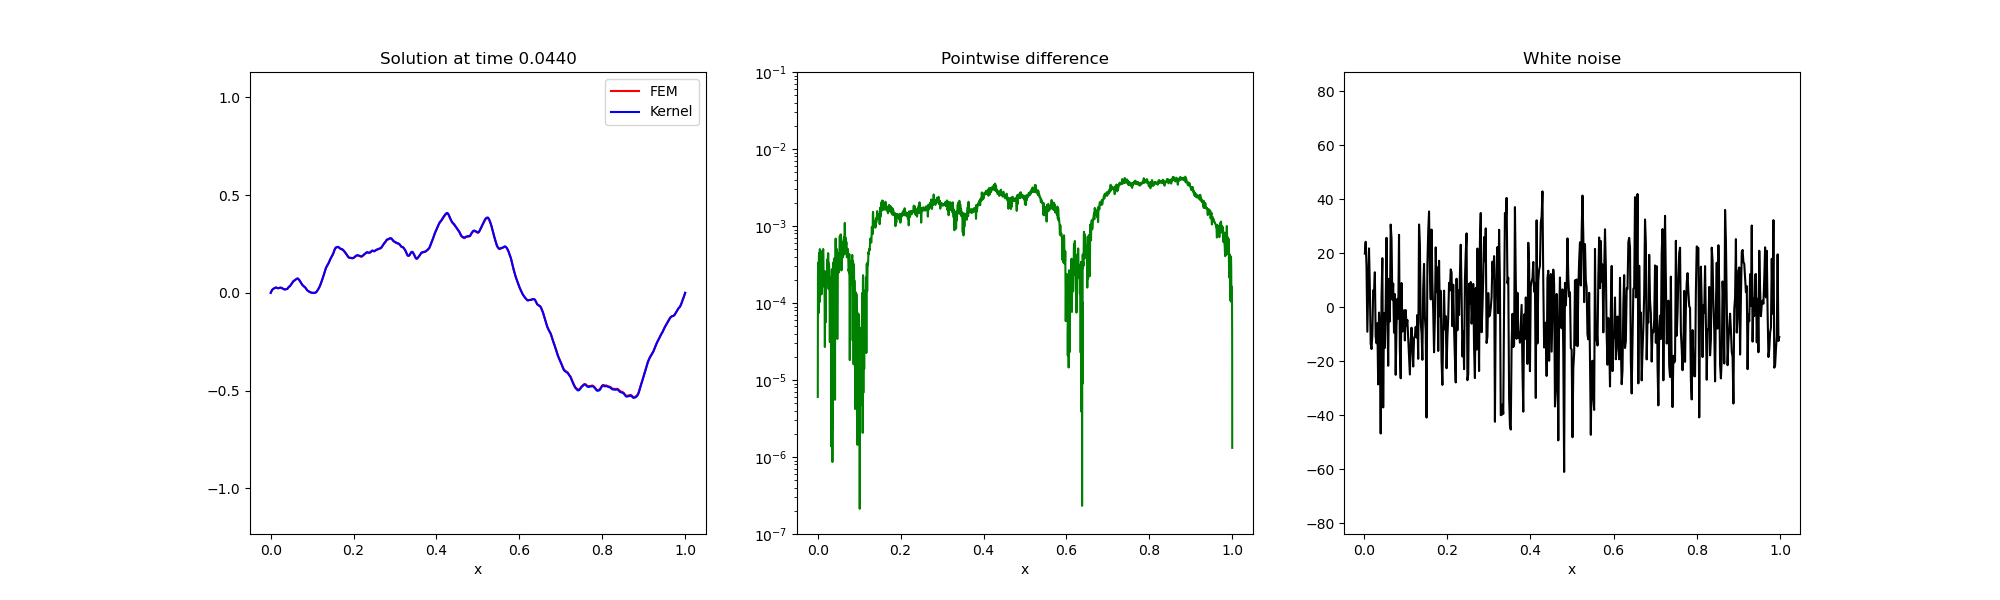 Solution at time 0.0440
1.0
0.5
0.0
−0.5
−1.0
FEM
Kernel
0.0 0.2 0.4 0.6 0.8 1.0
x
Pointwise difference
10⁻¹
10⁻²
10⁻³
10⁻⁴
10⁻⁵
10⁻⁶
10⁻⁷
0.0 0.2 0.4 0.6 0.8 1.0
x
White noise
80
60
40
20
0
−20
−40
−60
−80
0.0 0.2 0.4 0.6 0.8 1.0
x